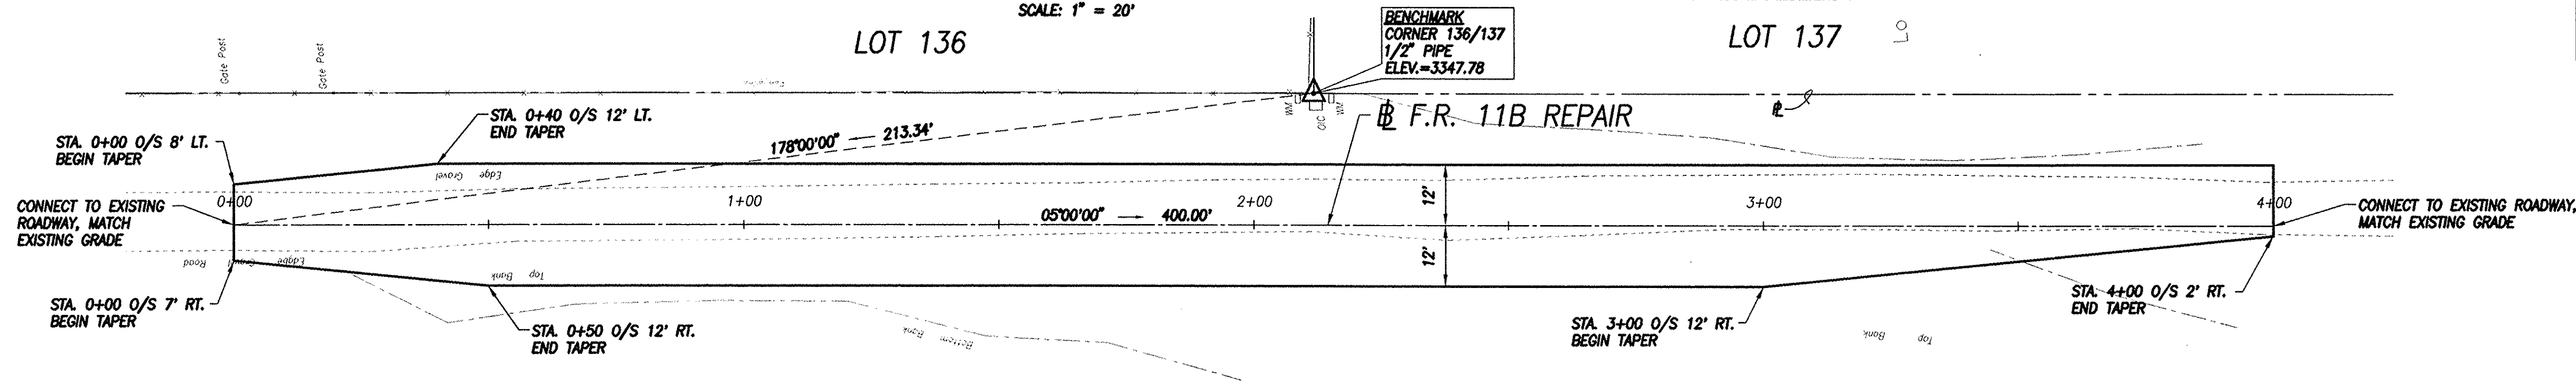 SCALE: 1" = 20'
LOT 136
BENCHMARK
CORNER 136/137
1/2" PIPE
ELEV.=3347.78
LOT 137
Gate Post
Gate Post
STA. 0+40 O/S 12' LT.
END TAPER
WM
CIC
WM
℄ F.R. 11B REPAIR
STA. 0+00 O/S 8' LT.
BEGIN TAPER
178°00'00" 213.34'
Edge Gravel
CONNECT TO EXISTING
ROADWAY, MATCH
EXISTING GRADE
0+00
1+00
2+00
3+00
4+00
05°00'00" 400.00'
12'
12'
CONNECT TO EXISTING ROADWAY,
MATCH EXISTING GRADE
Road
Top Bank
STA. 0+00 O/S 7' RT.
BEGIN TAPER
STA. 0+50 O/S 12' RT.
END TAPER
Bottom Bank
STA. 3+00 O/S 12' RT.
BEGIN TAPER
STA. 4+00 O/S 2' RT.
END TAPER
Top Bank